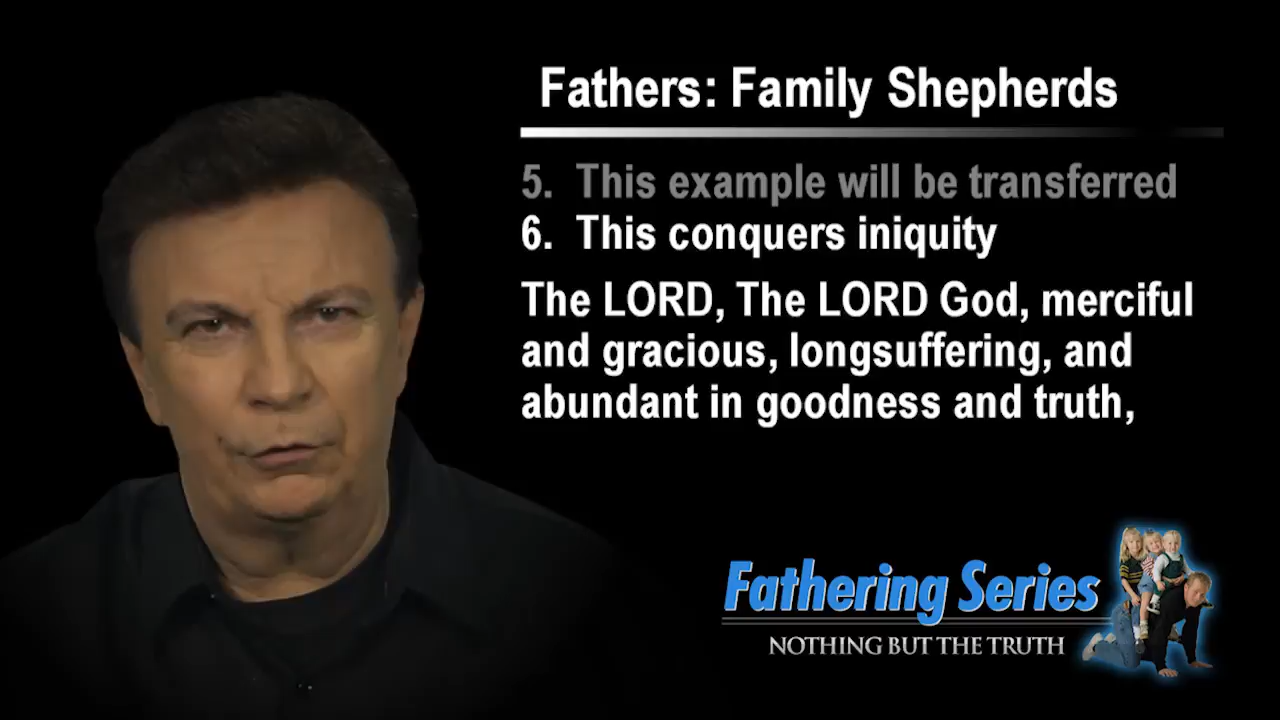 Fathers: Family Shepherds
5. This example will be transferred
6. This conquers iniquity
The LORD, The LORD God, merciful
and gracious, longsuffering, and
abundant in goodness and truth,
Fathering Series
NOTHING BUT THE TRUTH